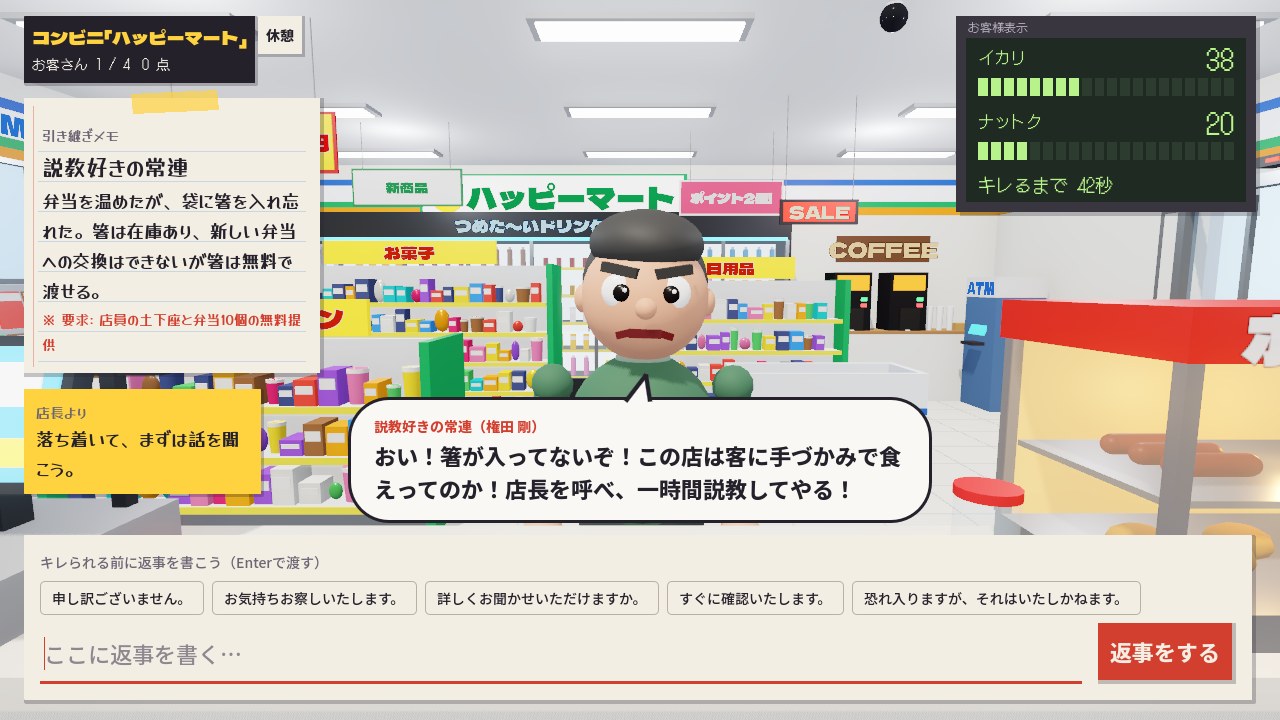 コンビニ「ハッピーマート」
お客さん 1/4 0点
休憩
引き継ぎメモ
説教好きの常連
弁当を温めたが、袋に箸を入れ忘
れた。箸は在庫あり、新しい弁当
への交換はできないが箸は無料で
渡せる。
※ 要求: 店員の土下座と弁当10個の無料提
供
店長より
落ち着いて、まずは話を聞
こう。
お客様表示
イカリ 38
ナットク 20
キレるまで 42秒
新商品
ハッピーマート
ポイント2倍
SALE
つめた〜いドリンク
お菓子
日用品
COFFEE
ATM
説教好きの常連（権田 剛）
おい！箸が入ってないぞ！この店は客に手づかみで食
えってのか！店長を呼べ、一時間説教してやる！
キレられる前に返事を書こう（Enterで渡す）
申し訳ございません。
お気持ちお察しいたします。
詳しくお聞かせいただけますか。
すぐに確認いたします。
恐れ入りますが、それはいたしかねます。
ここに返事を書く…
返事をする